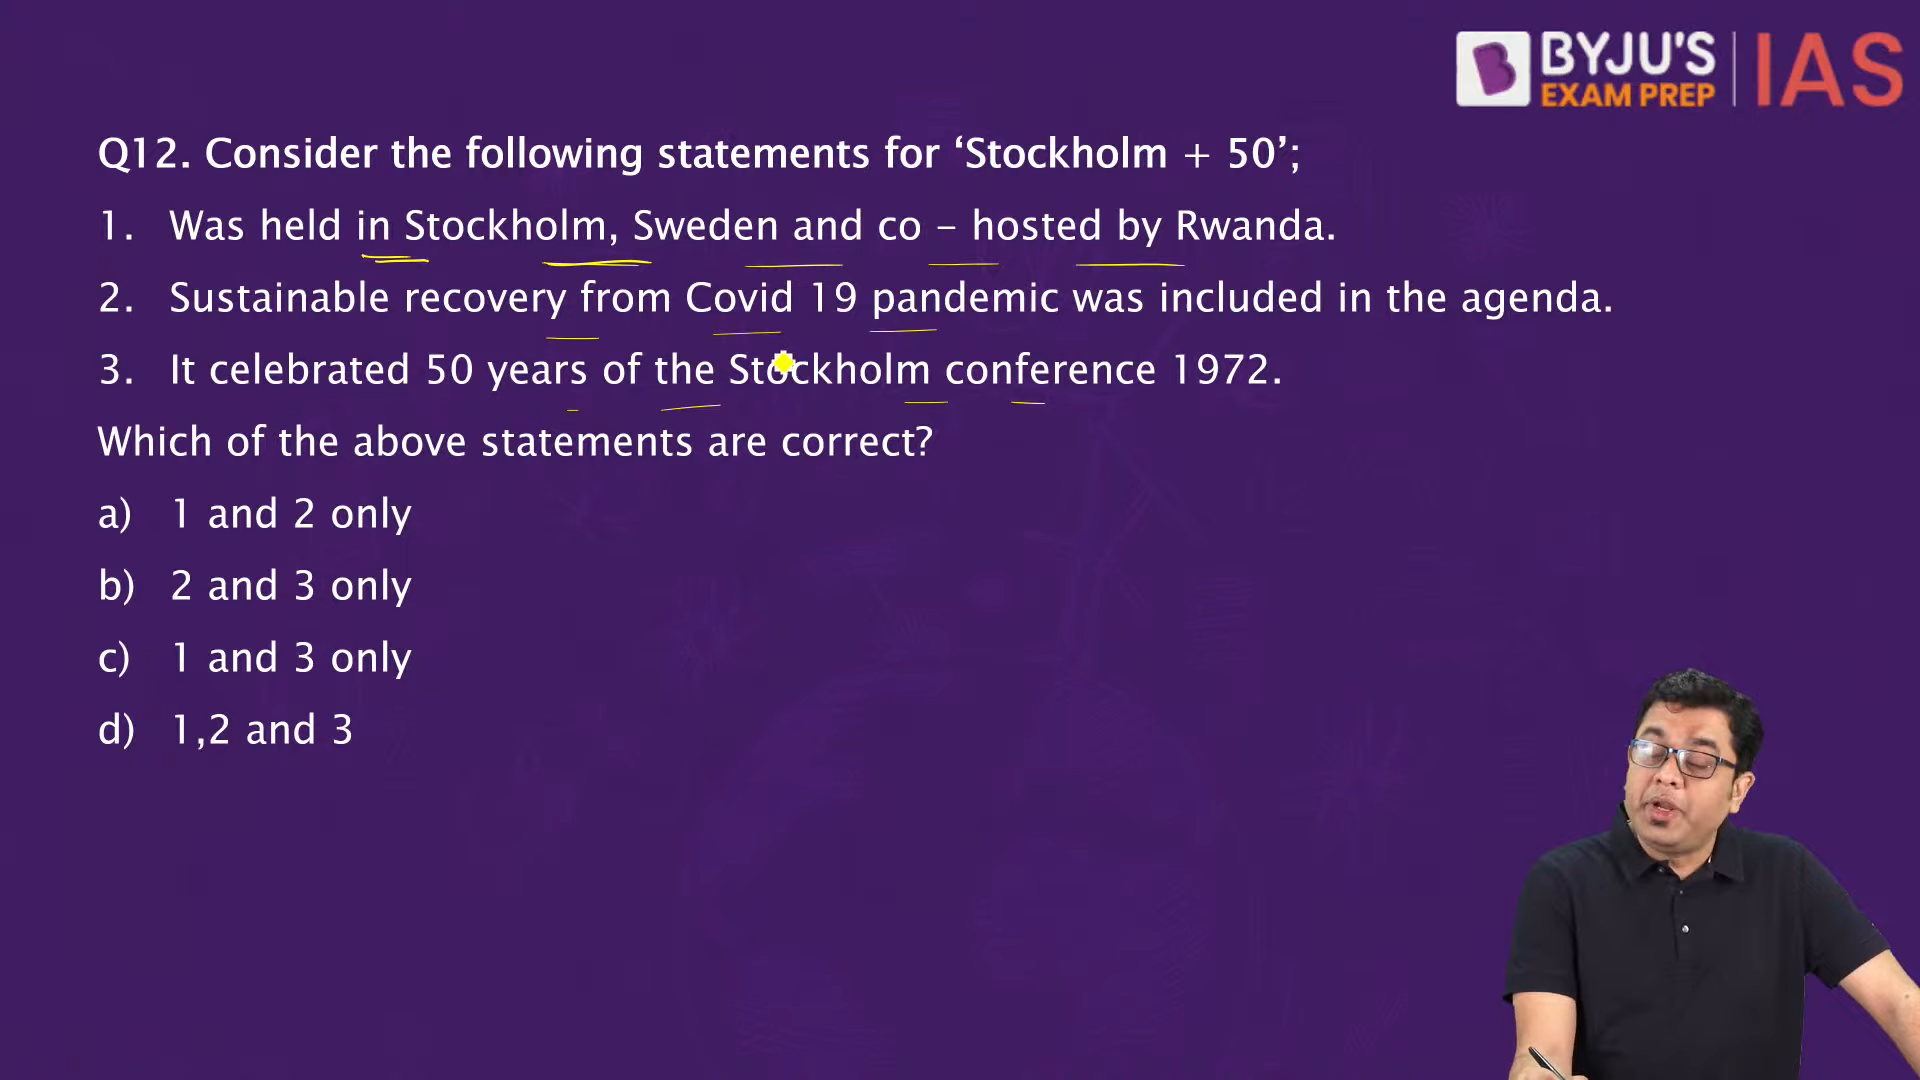 BYJU'S
EXAM PREP
IAS
Q12. Consider the following statements for ‘Stockholm + 50’;
1. Was held in Stockholm, Sweden and co – hosted by Rwanda.
2. Sustainable recovery from Covid 19 pandemic was included in the agenda.
3. It celebrated 50 years of the Stockholm conference 1972.
Which of the above statements are correct?
a) 1 and 2 only
b) 2 and 3 only
c) 1 and 3 only
d) 1,2 and 3